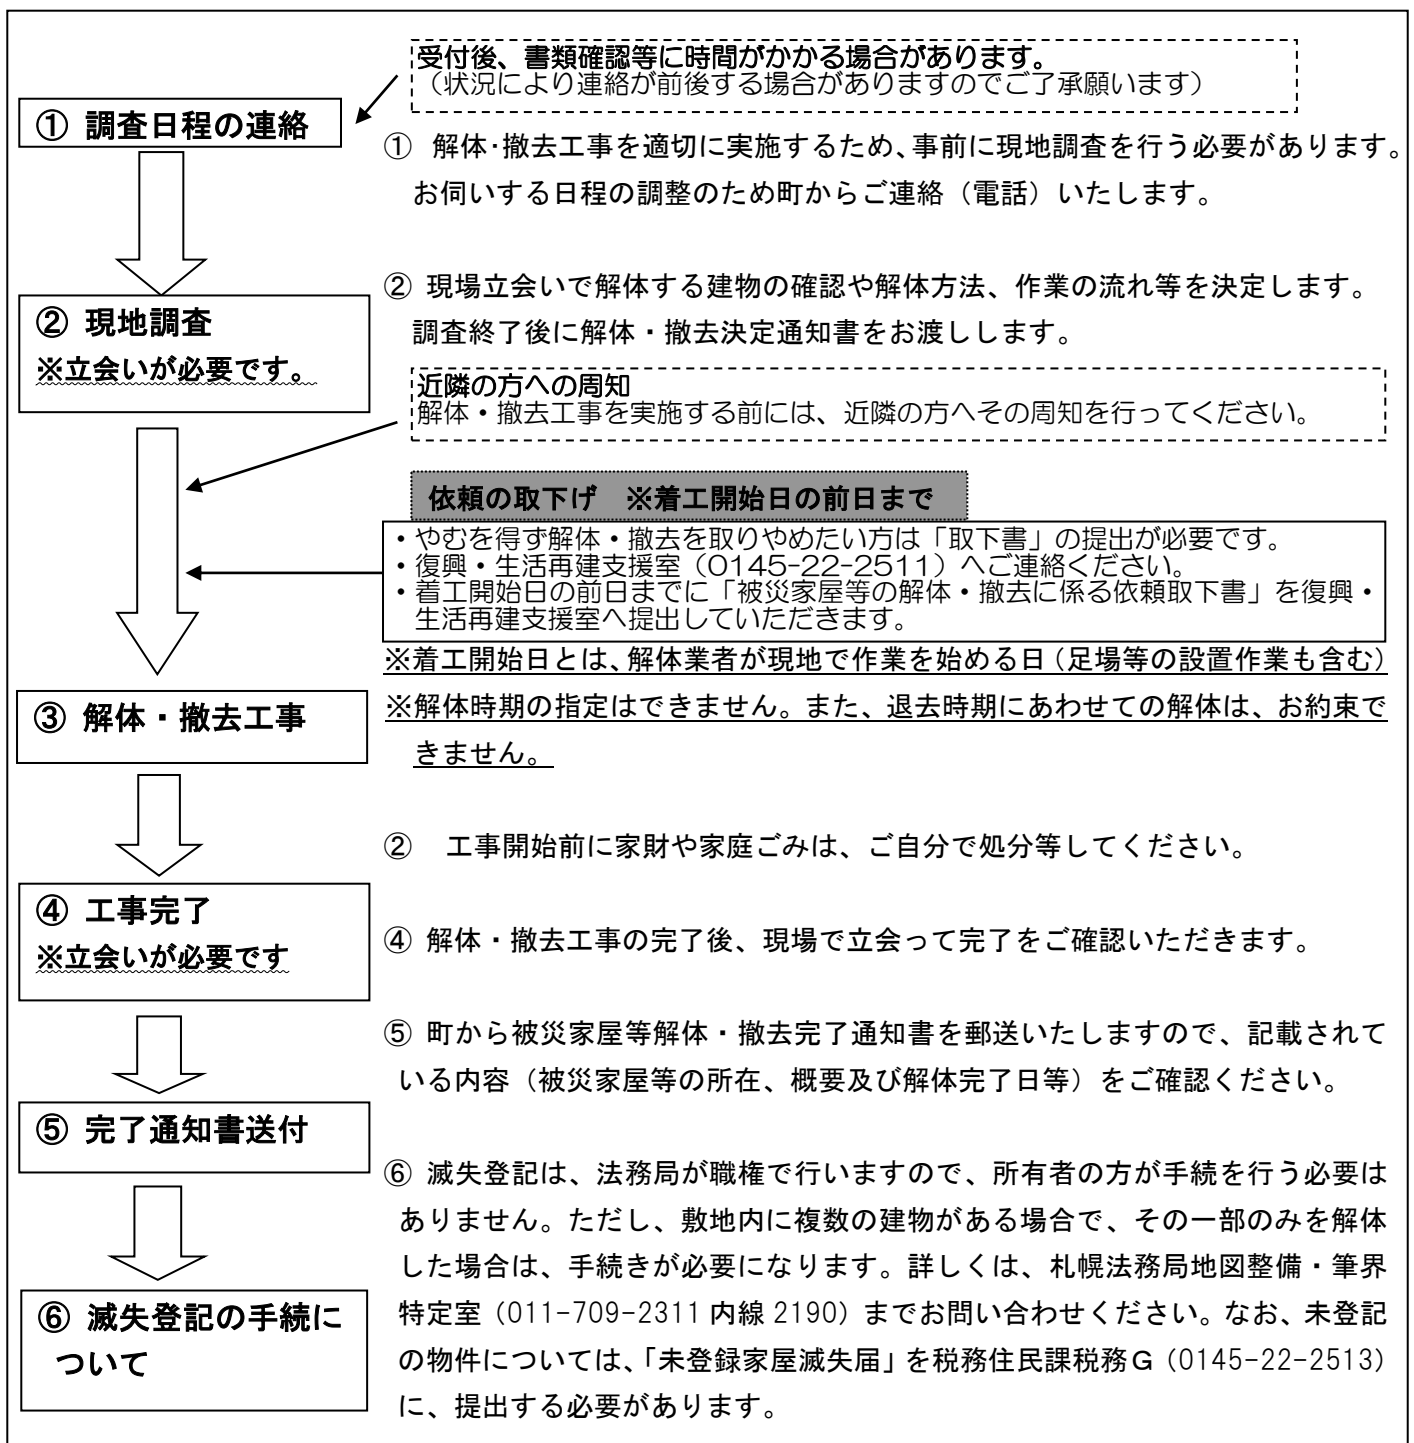 受付後、書類確認等に時間がかかる場合があります。
（状況により連絡が前後する場合がありますのでご了承願います）
① 調査日程の連絡
① 解体・撤去工事を適切に実施するため、事前に現地調査を行う必要があります。
お伺いする日程の調整のため町からご連絡（電話）いたします。
② 現地調査
※立会いが必要です。
② 現場立会いで解体する建物の確認や解体方法、作業の流れ等を決定します。
調査終了後に解体・撤去決定通知書をお渡しします。
近隣の方への周知
解体・撤去工事を実施する前には、近隣の方へその周知を行ってください。
依頼の取下げ　※着工開始日の前日まで
・やむを得ず解体・撤去を取りやめたい方は「取下書」の提出が必要です。
・復興・生活再建支援室（0145-22-2511）へご連絡ください。
・着工開始日の前日までに「被災家屋等の解体・撤去に係る依頼取下書」を復興・
生活再建支援室へ提出していただきます。
※着工開始日とは、解体業者が現地で作業を始める日（足場等の設置作業も含む）
③ 解体・撤去工事
※解体時期の指定はできません。また、退去時期にあわせての解体は、お約束で
きません。
②　工事開始前に家財や家庭ごみは、ご自分で処分等してください。
④ 工事完了
※立会いが必要です
④ 解体・撤去工事の完了後、現場で立会って完了をご確認いただきます。
⑤ 町から被災家屋等解体・撤去完了通知書を郵送いたしますので、記載されて
いる内容（被災家屋等の所在、概要及び解体完了日等）をご確認ください。
⑤ 完了通知書送付
⑥ 滅失登記は、法務局が職権で行いますので、所有者の方が手続を行う必要は
ありません。ただし、敷地内に複数の建物がある場合で、その一部のみを解体
した場合は、手続きが必要になります。詳しくは、札幌法務局地図整備・筆界
特定室（011-709-2311 内線 2190）までお問い合わせください。なお、未登記
の物件については、「未登録家屋滅失届」を税務住民課税務Ｇ（0145-22-2513）
に、提出する必要があります。
⑥ 滅失登記の手続に
ついて